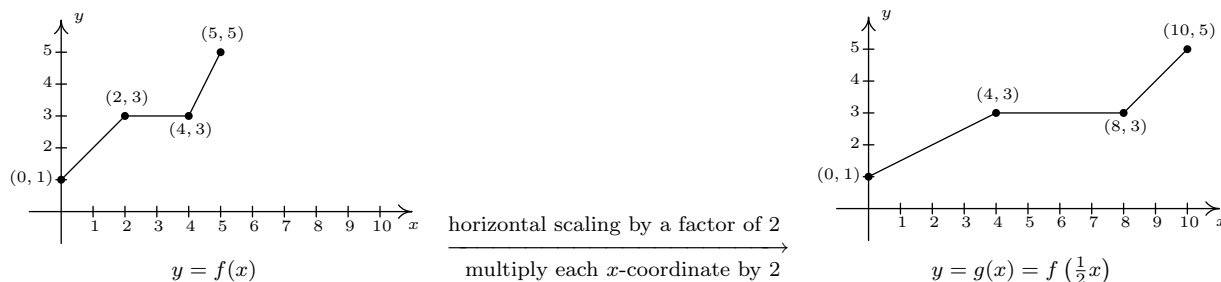 y
(5, 5)
5
4
(2, 3)
3
(4, 3)
2
(0, 1)
1 2 3 4 5 6 7 8 9 10 x
y = f(x)
horizontal scaling by a factor of 2
multiply each x-coordinate by 2
y
(10, 5)
5
4
(4, 3)
3
(8, 3)
2
(0, 1)
1 2 3 4 5 6 7 8 9 10 x
y = g(x) = f(½x)